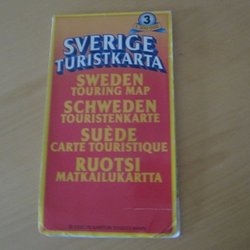 3
SVERIGE
TURISTKARTA
SWEDEN
TOURING MAP
SCHWEDEN
TOURISTENKARTE
SUÈDE
CARTE TOURISTIQUE
RUOTSI
MATKAILUKARTTA